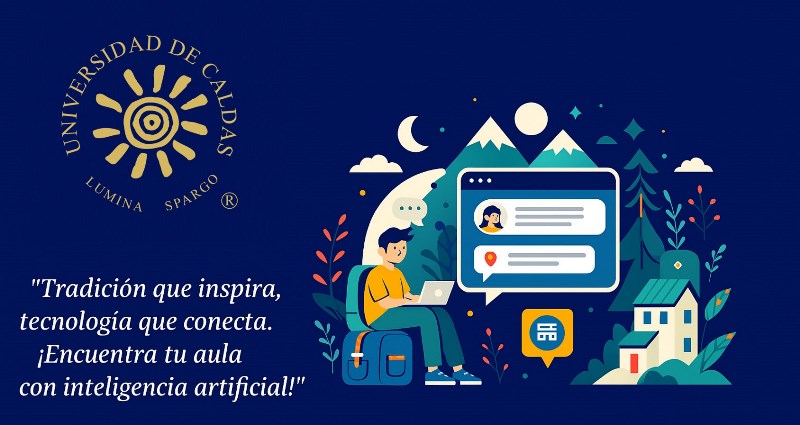 UNIVERSIDAD DE CALDAS
LUMINA SPARGO
®
"Tradición que inspira,
tecnología que conecta.
¡Encuentra tu aula
con inteligencia artificial!"